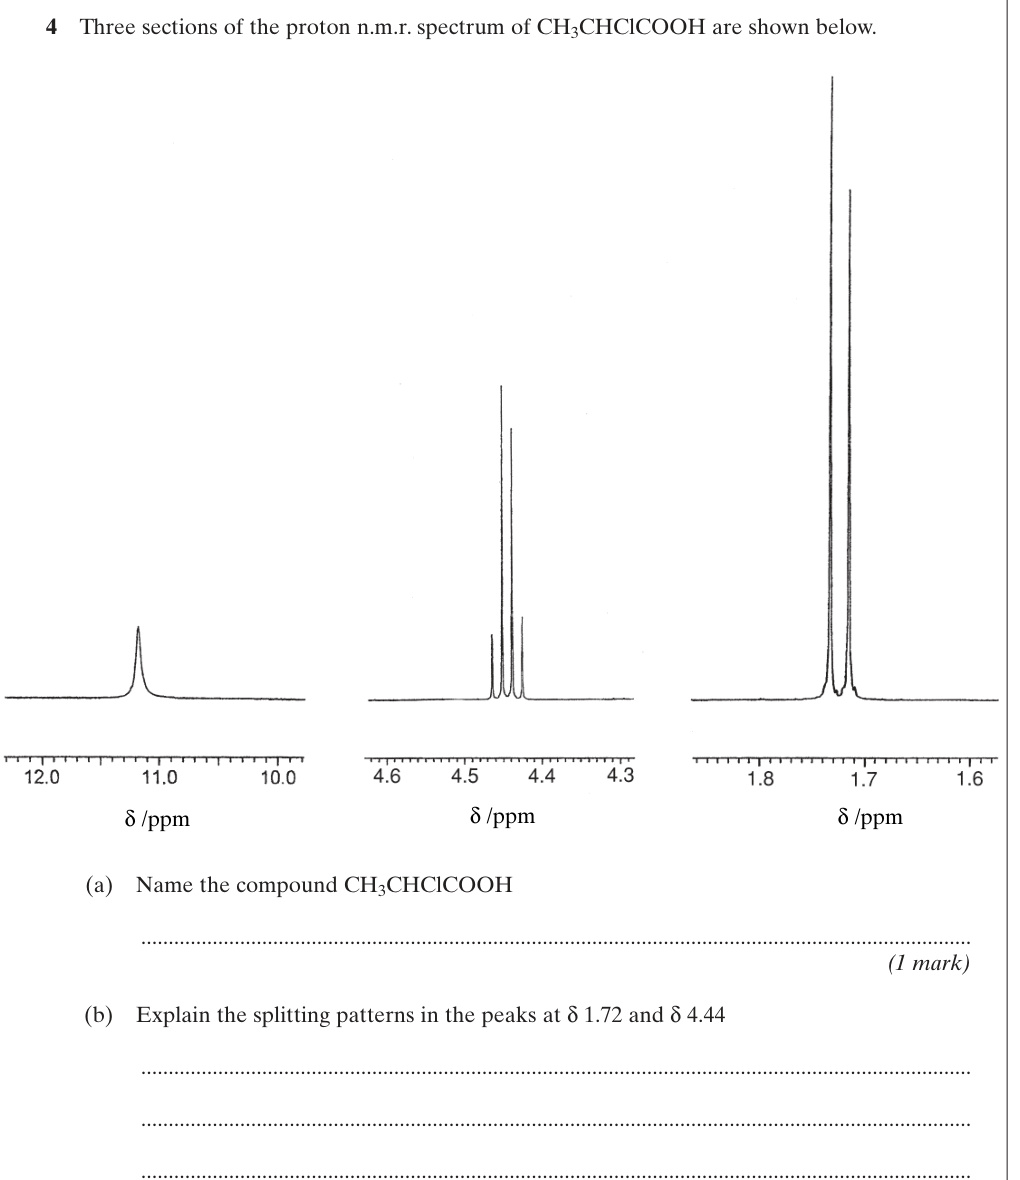 4 Three sections of the proton n.m.r. spectrum of CH₃CHClCOOH are shown below.
12.0 11.0 10.0
4.6 4.5 4.4 4.3
1.8 1.7 1.6
δ /ppm
δ /ppm
δ /ppm
(a) Name the compound CH₃CHClCOOH
(1 mark)
(b) Explain the splitting patterns in the peaks at δ 1.72 and δ 4.44